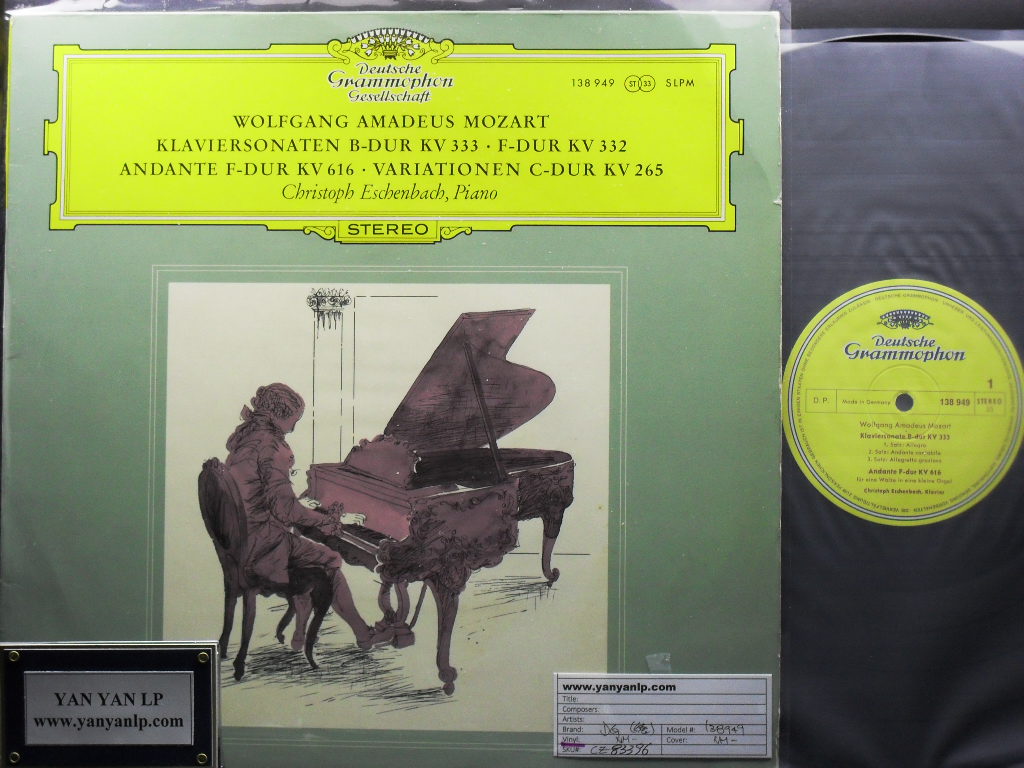 Deutsche
Grammophon
Gesellschaft
138 949 ST 33 SLPM
WOLFGANG AMADEUS MOZART
KLAVIERSONATEN B-DUR KV 333 · F-DUR KV 332
ANDANTE F-DUR KV 616 · VARIATIONEN C-DUR KV 265
Christoph Eschenbach, Piano
STEREO
Deutsche
Grammophon
1
D.P. Made in Germany 138 949 STEREO
33
Wolfgang Amadeus Mozart
Klaviersonate B-dur KV 333
1. Satz: Allegro
2. Satz: Andante cantabile
3. Satz: Allegretto grazioso
Andante F-dur KV 616
für eine Walze in eine kleine Orgel
Christoph Eschenbach, Klavier
YAN YAN LP
www.yanyanlp.com
www.yanyanlp.com
Title:
Composers:
Artists:
Brand: DG Model #: 138949
Vinyl: Cover:
SKU#: CZ83396